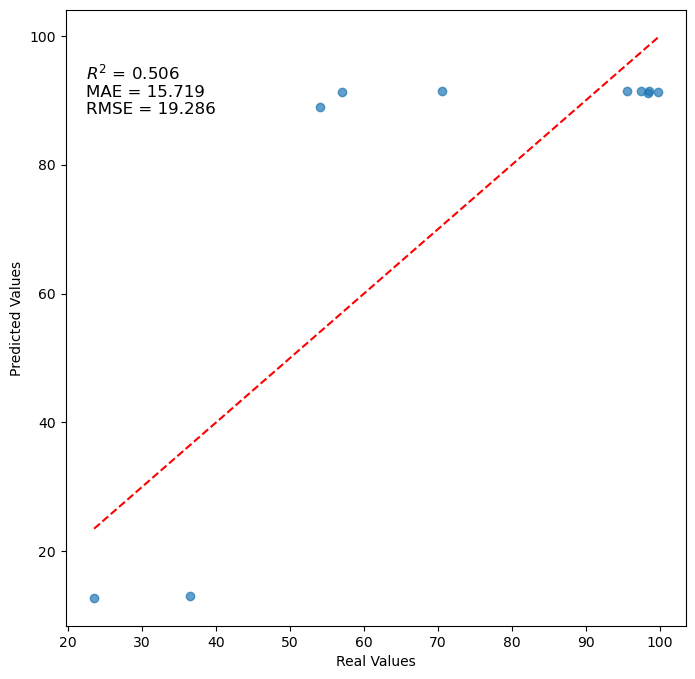 100
R² = 0.506
MAE = 15.719
RMSE = 19.286
80
60
40
20
Predicted Values
20 30 40 50 60 70 80 90 100
Real Values